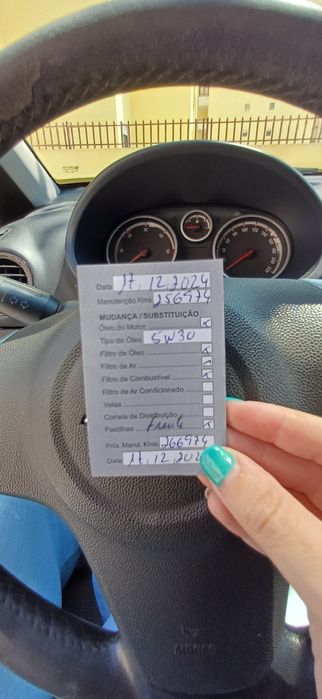 Data 17.12.2024
Manutenção Kms. 256974
MUDANÇA / SUBSTITUIÇÃO
Óleo do Motor x
Tipo de Óleo 5W30
Filtro de Óleo x
Filtro de Ar x
Filtro de Combustível x
Filtro de Ar Condicionado
Velas
Correia de Distribuição
Pastilhas frente x
Próx. Manut. Kms. 266974
Data 17.12.202
AIRBAG